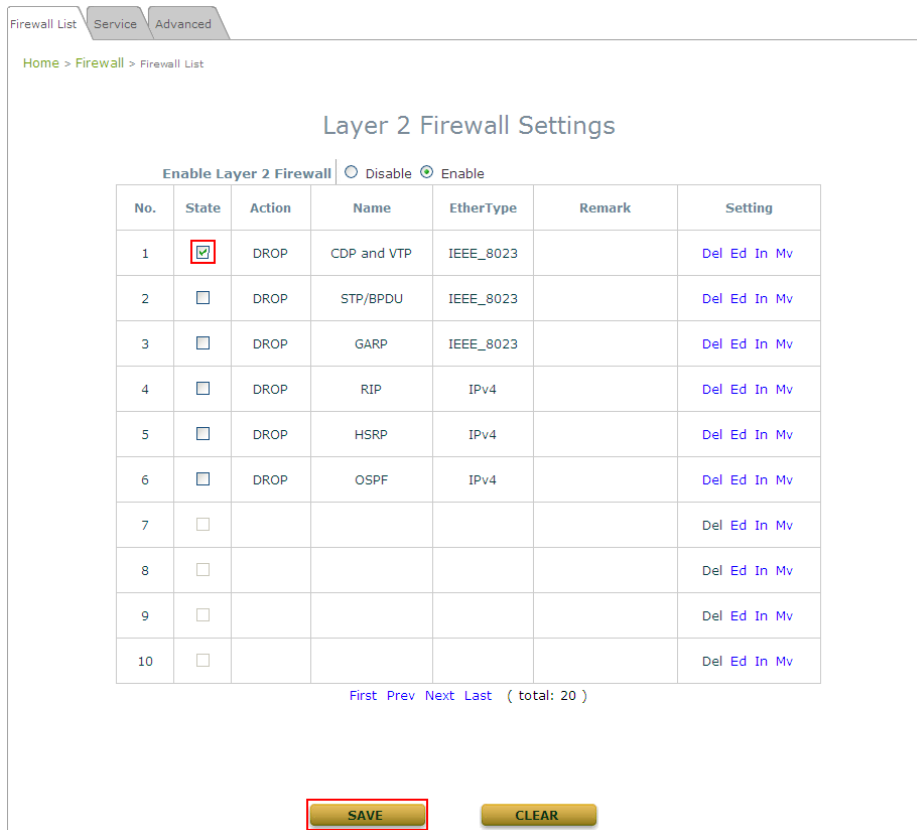 Firewall List Service Advanced
Home > Firewall > Firewall List
Layer 2 Firewall Settings
Enable Layer 2 Firewall Disable Enable
No. State Action Name EtherType Remark Setting
1 DROP CDP and VTP IEEE_8023 Del Ed In Mv
2 DROP STP/BPDU IEEE_8023 Del Ed In Mv
3 DROP GARP IEEE_8023 Del Ed In Mv
4 DROP RIP IPv4 Del Ed In Mv
5 DROP HSRP IPv4 Del Ed In Mv
6 DROP OSPF IPv4 Del Ed In Mv
7 Del Ed In Mv
8 Del Ed In Mv
9 Del Ed In Mv
10 Del Ed In Mv
First Prev Next Last ( total: 20 )
SAVE CLEAR